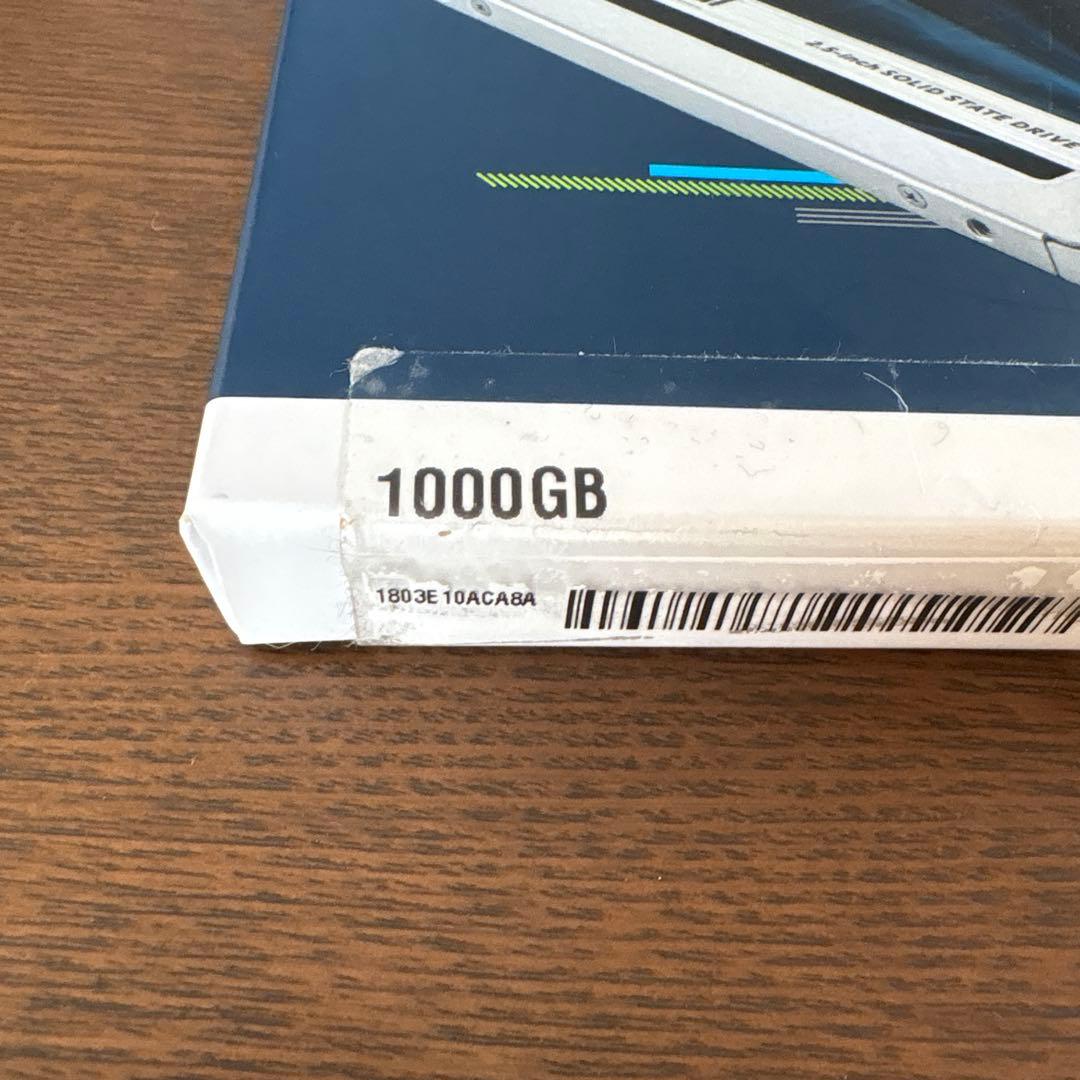 2.5-inch SOLID STATE DRIVE
1000GB
1803E10ACA8A